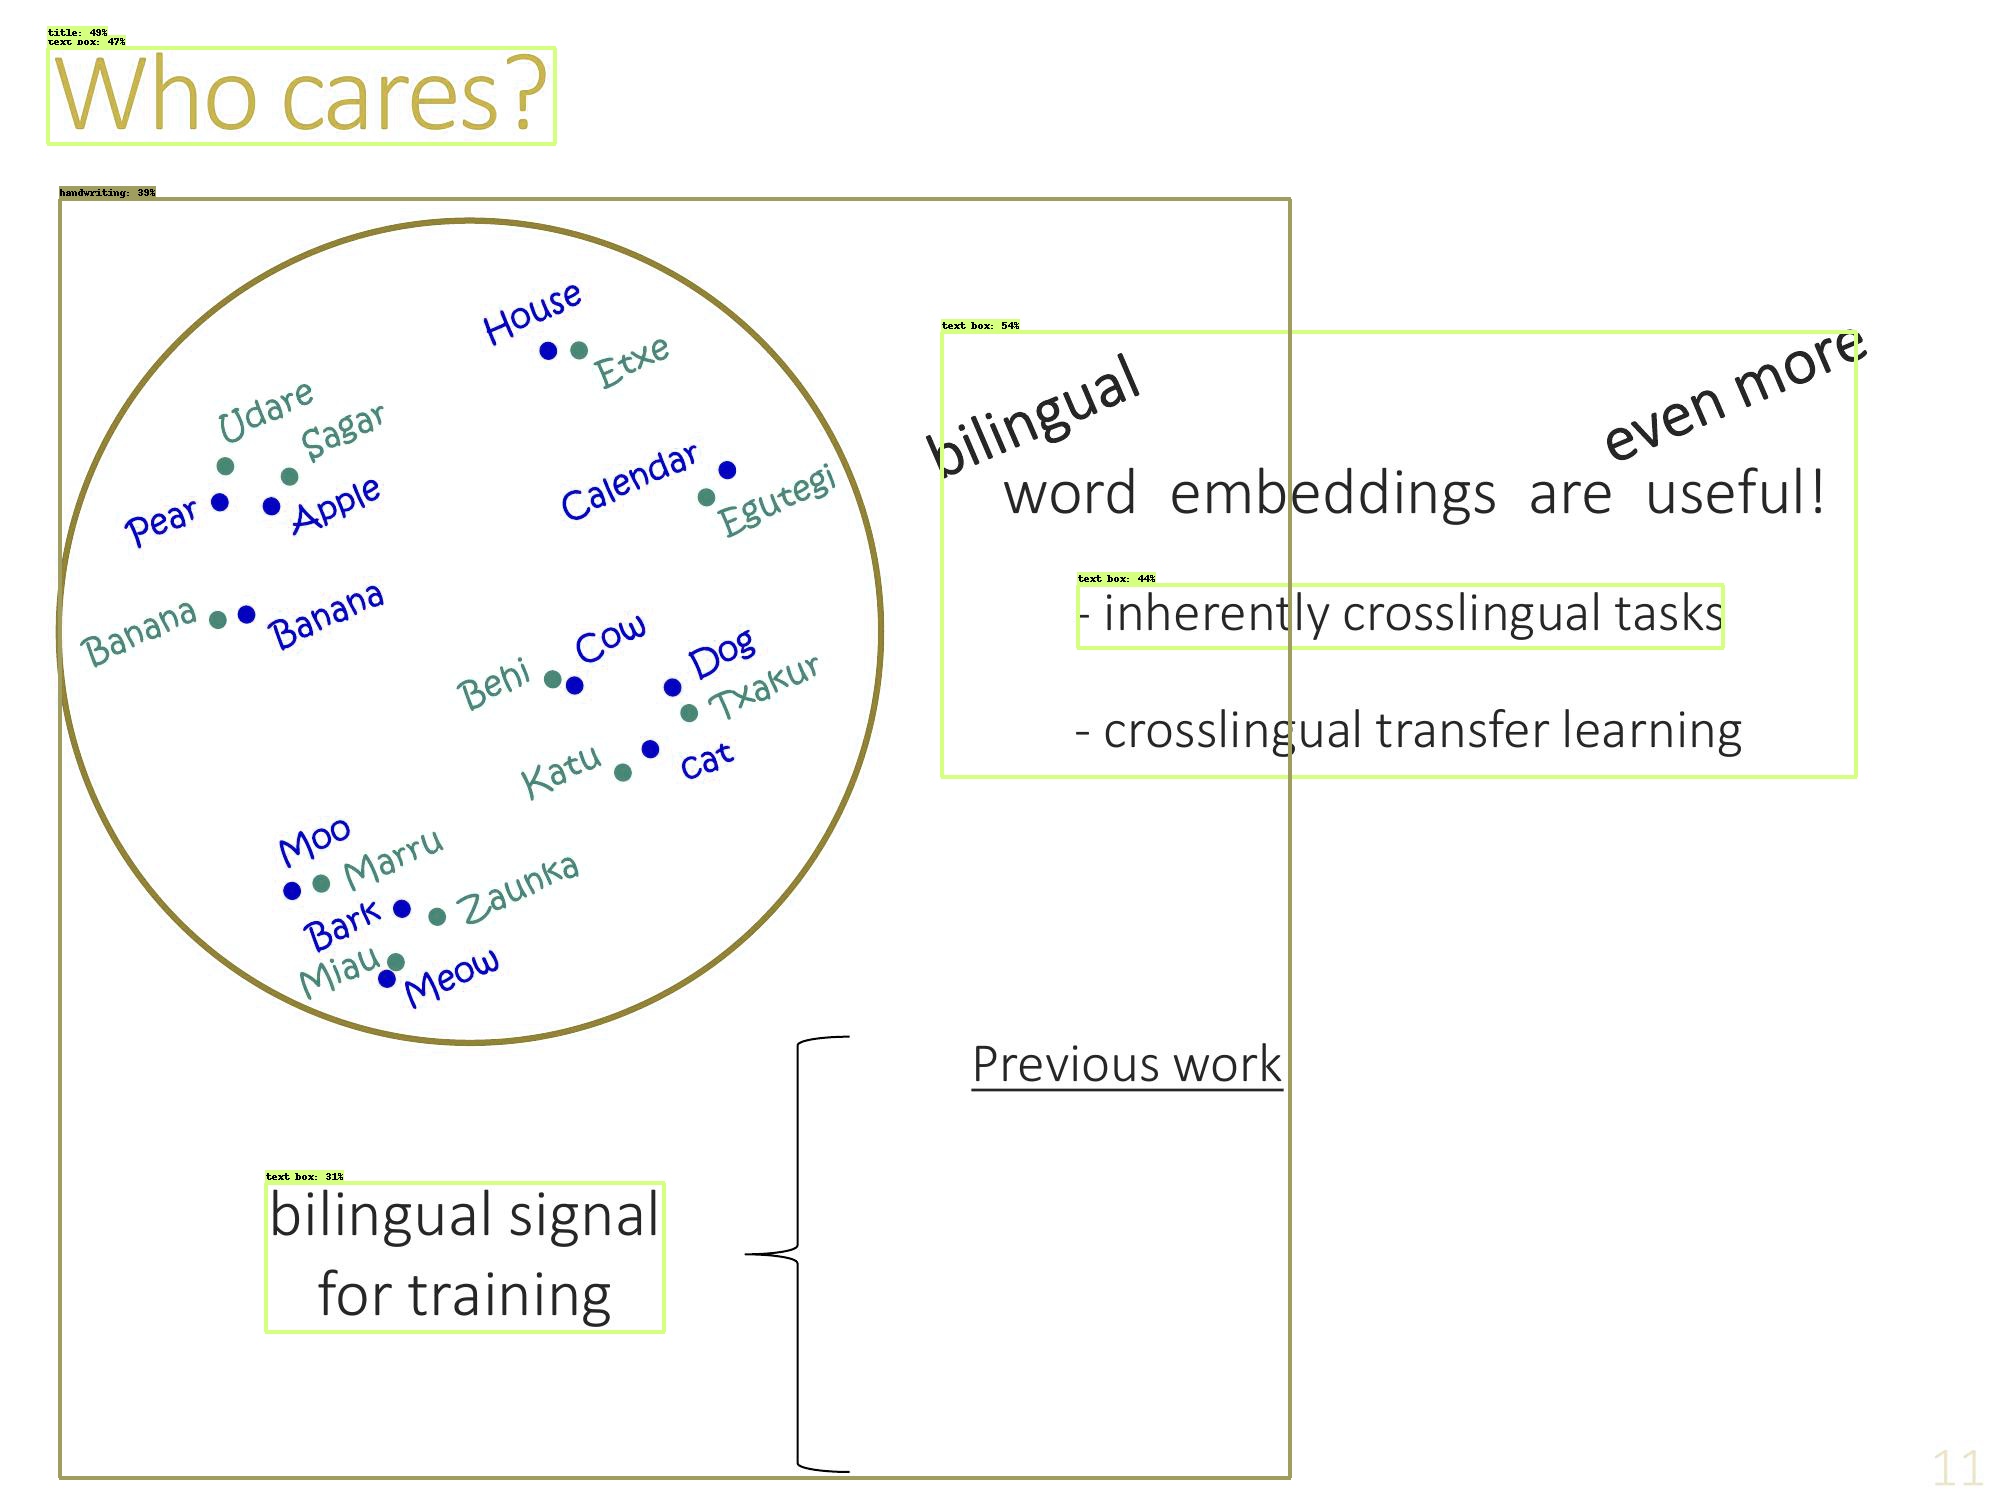 title: 49%
text box: 47%
Who cares?
handwriting: 39%
House
Etxe
Udare
Sagar
Pear
Apple
Calendar
Egutegi
Banana
Banana
Behi
Cow
Dog
Txakur
Katu
cat
Moo
Marru
Bark
Zaunka
Miau
Meow
text box: 54%
bilingual
even more
word embeddings are useful!
text box: 44%
- inherently crosslingual tasks
- crosslingual transfer learning
Previous work
text box: 31%
bilingual signal
for training
11